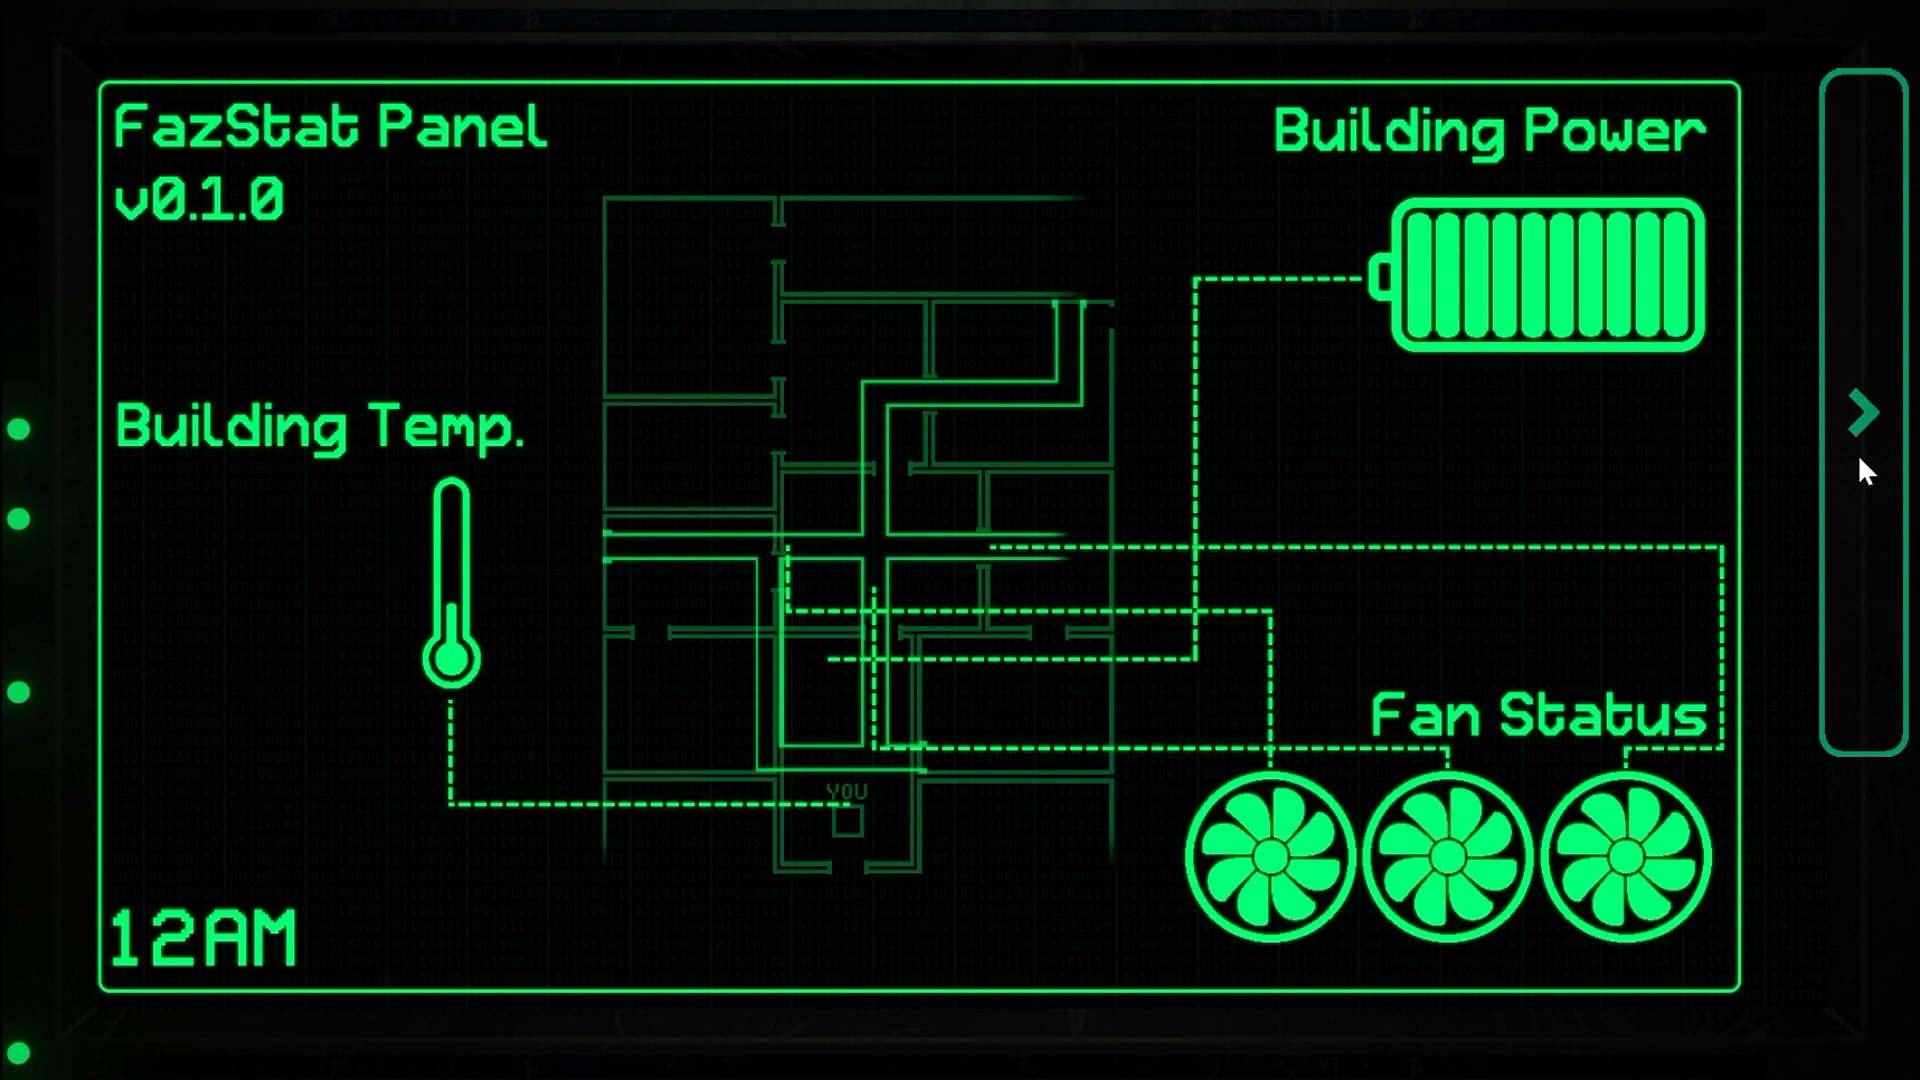 FazStat Panel
v0.1.0
Building Power
Building Temp.
Fan Status
YOU
12AM